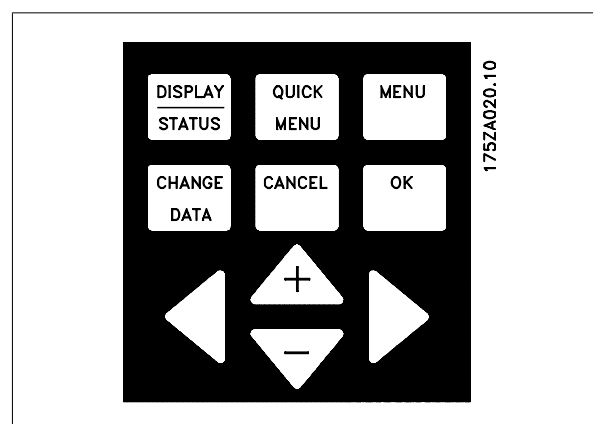 DISPLAY
STATUS
QUICK
MENU
MENU
CHANGE
DATA
CANCEL
OK
+
−
175ZA020.10